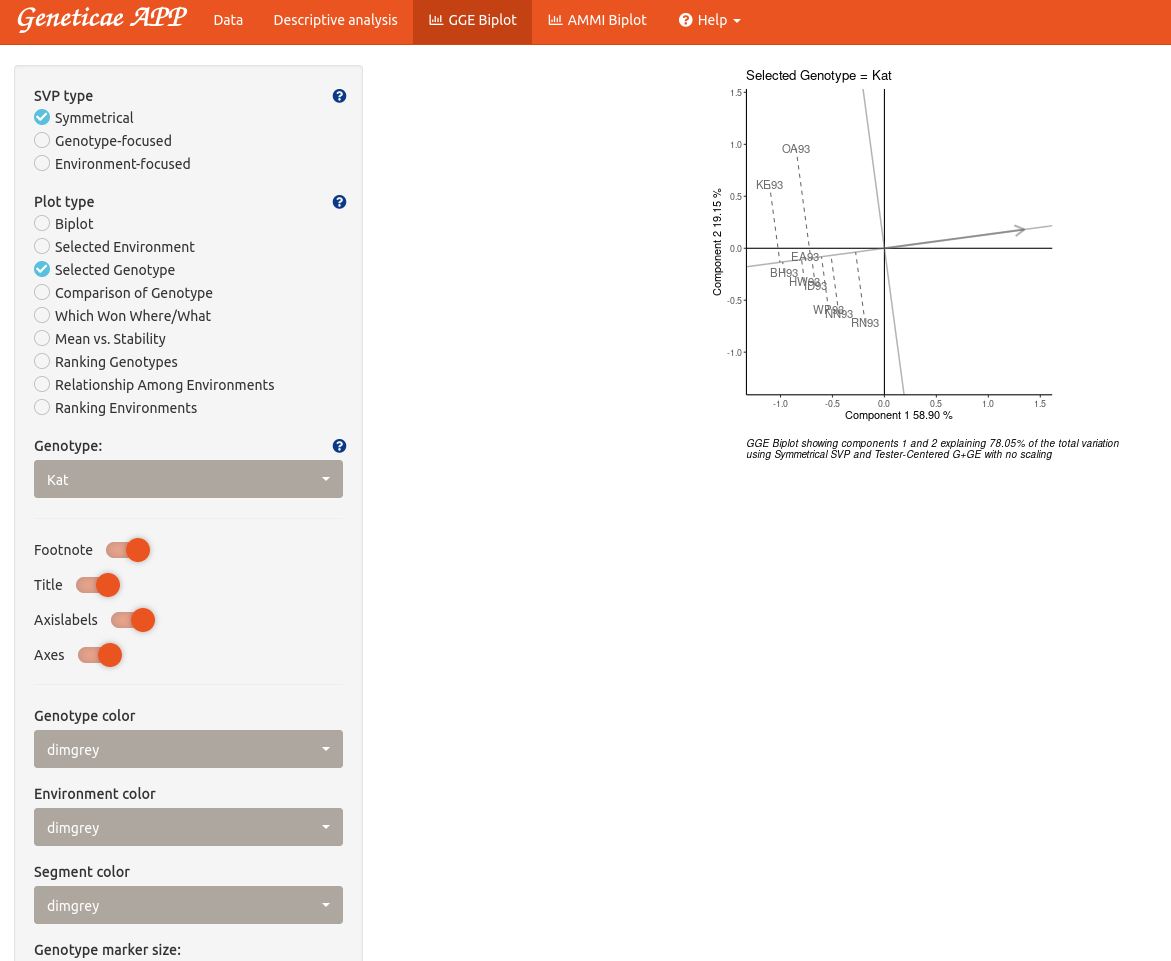 Geneticae APP
Data
Descriptive analysis
GGE Biplot
AMMI Biplot
Help
SVP type
Symmetrical
Genotype-focused
Environment-focused
Plot type
Biplot
Selected Environment
Selected Genotype
Comparison of Genotype
Which Won Where/What
Mean vs. Stability
Ranking Genotypes
Relationship Among Environments
Ranking Environments
Genotype:
Kat
Footnote
Title
Axislabels
Axes
Genotype color
dimgrey
Environment color
dimgrey
Segment color
dimgrey
Genotype marker size:
Selected Genotype = Kat
1.5
1.0
0.5
0.0
-0.5
-1.0
Component 2 19.15 %
OA93
KE93
EA93
BH93
HW93
ID93
WP93
NN93
RN93
-1.0 -0.5 0.0 0.5 1.0 1.5
Component 1 58.90 %
GGE Biplot showing components 1 and 2 explaining 78.05% of the total variation
using Symmetrical SVP and Tester-Centered G+GE with no scaling